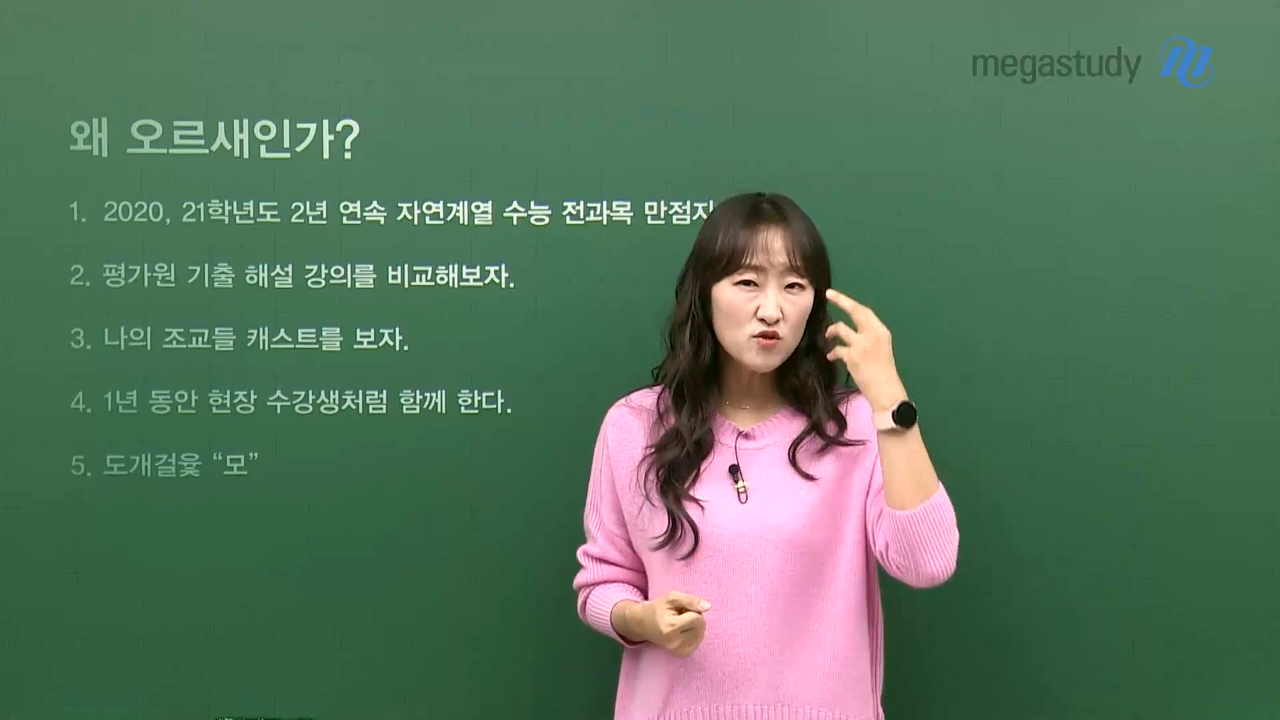 megastudy
왜 오르새인가?
1. 2020, 21학년도 2년 연속 자연계열 수능 전과목 만점자
2. 평가원 기출 해설 강의를 비교해보자.
3. 나의 조교들 캐스트를 보자.
4. 1년 동안 현장 수강생처럼 함께 한다.
5. 도개걸윷 “모”